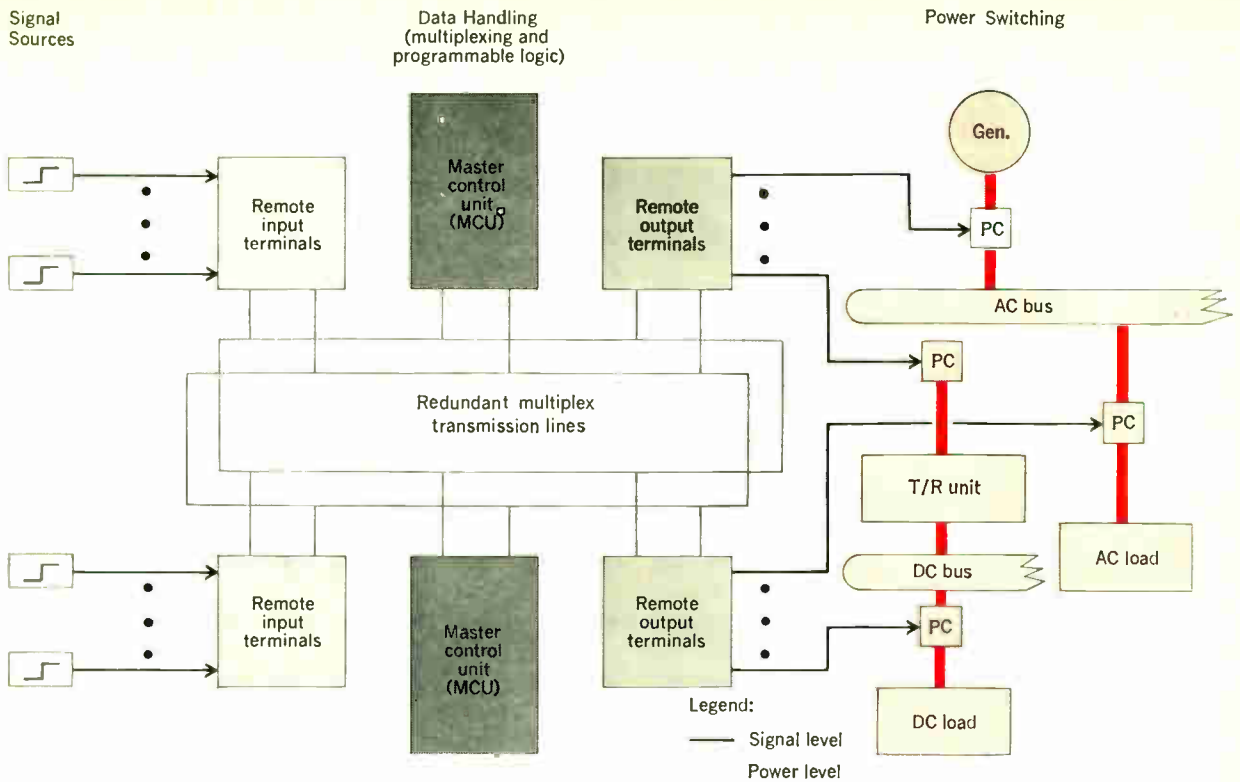 Signal
Sources
Data Handling
(multiplexing and
programmable logic)
Power Switching
Remote
input
terminals
Master
control
unit
(MCU)
Remote
output
terminals
Gen.
PC
AC bus
PC
PC
Redundant multiplex
transmission lines
T/R unit
AC load
DC bus
Remote
input
terminals
Master
control
unit
(MCU)
Remote
output
terminals
PC
DC load
Legend:
Signal level
Power level